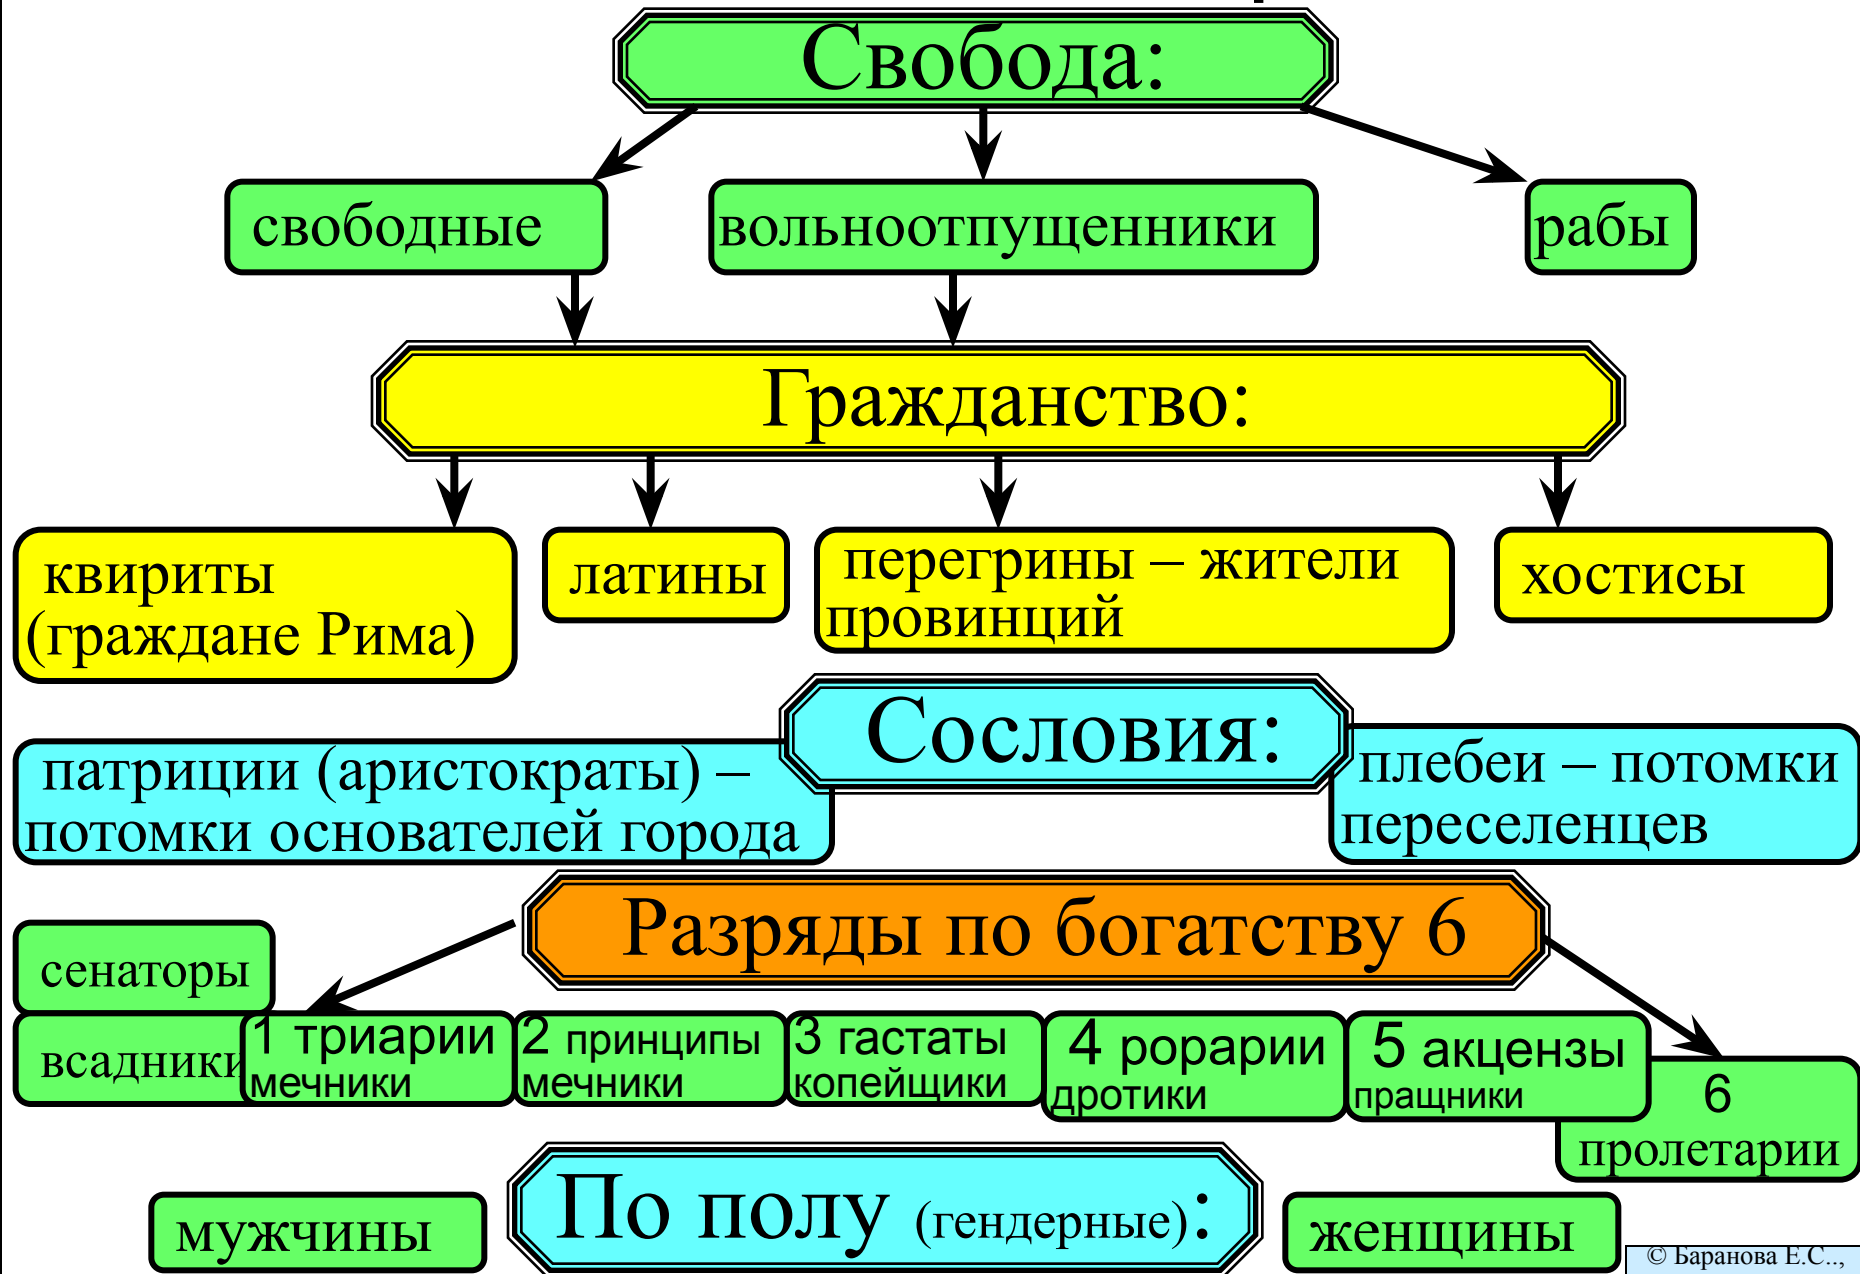 Свобода:
свободные
вольноотпущенники
рабы
Гражданство:
квириты
(граждане Рима)
латины
перегрины – жители
провинций
хостисы
Сословия:
патриции (аристократы) –
потомки основателей города
плебеи – потомки
переселенцев
Разряды по богатству 6
сенаторы
всадники
1 триарии
мечники
2 принципы
мечники
3 гастаты
копейщики
4 рорарии
дротики
5 акцензы
пращники
6
пролетарии
По полу (гендерные):
мужчины
женщины
© Баранова Е.С..,